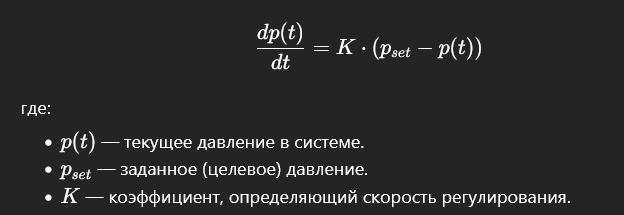 dp(t)/dt = K · (p_set − p(t))
где:
• p(t) — текущее давление в системе.
• p_set — заданное (целевое) давление.
• K — коэффициент, определяющий скорость регулирования.